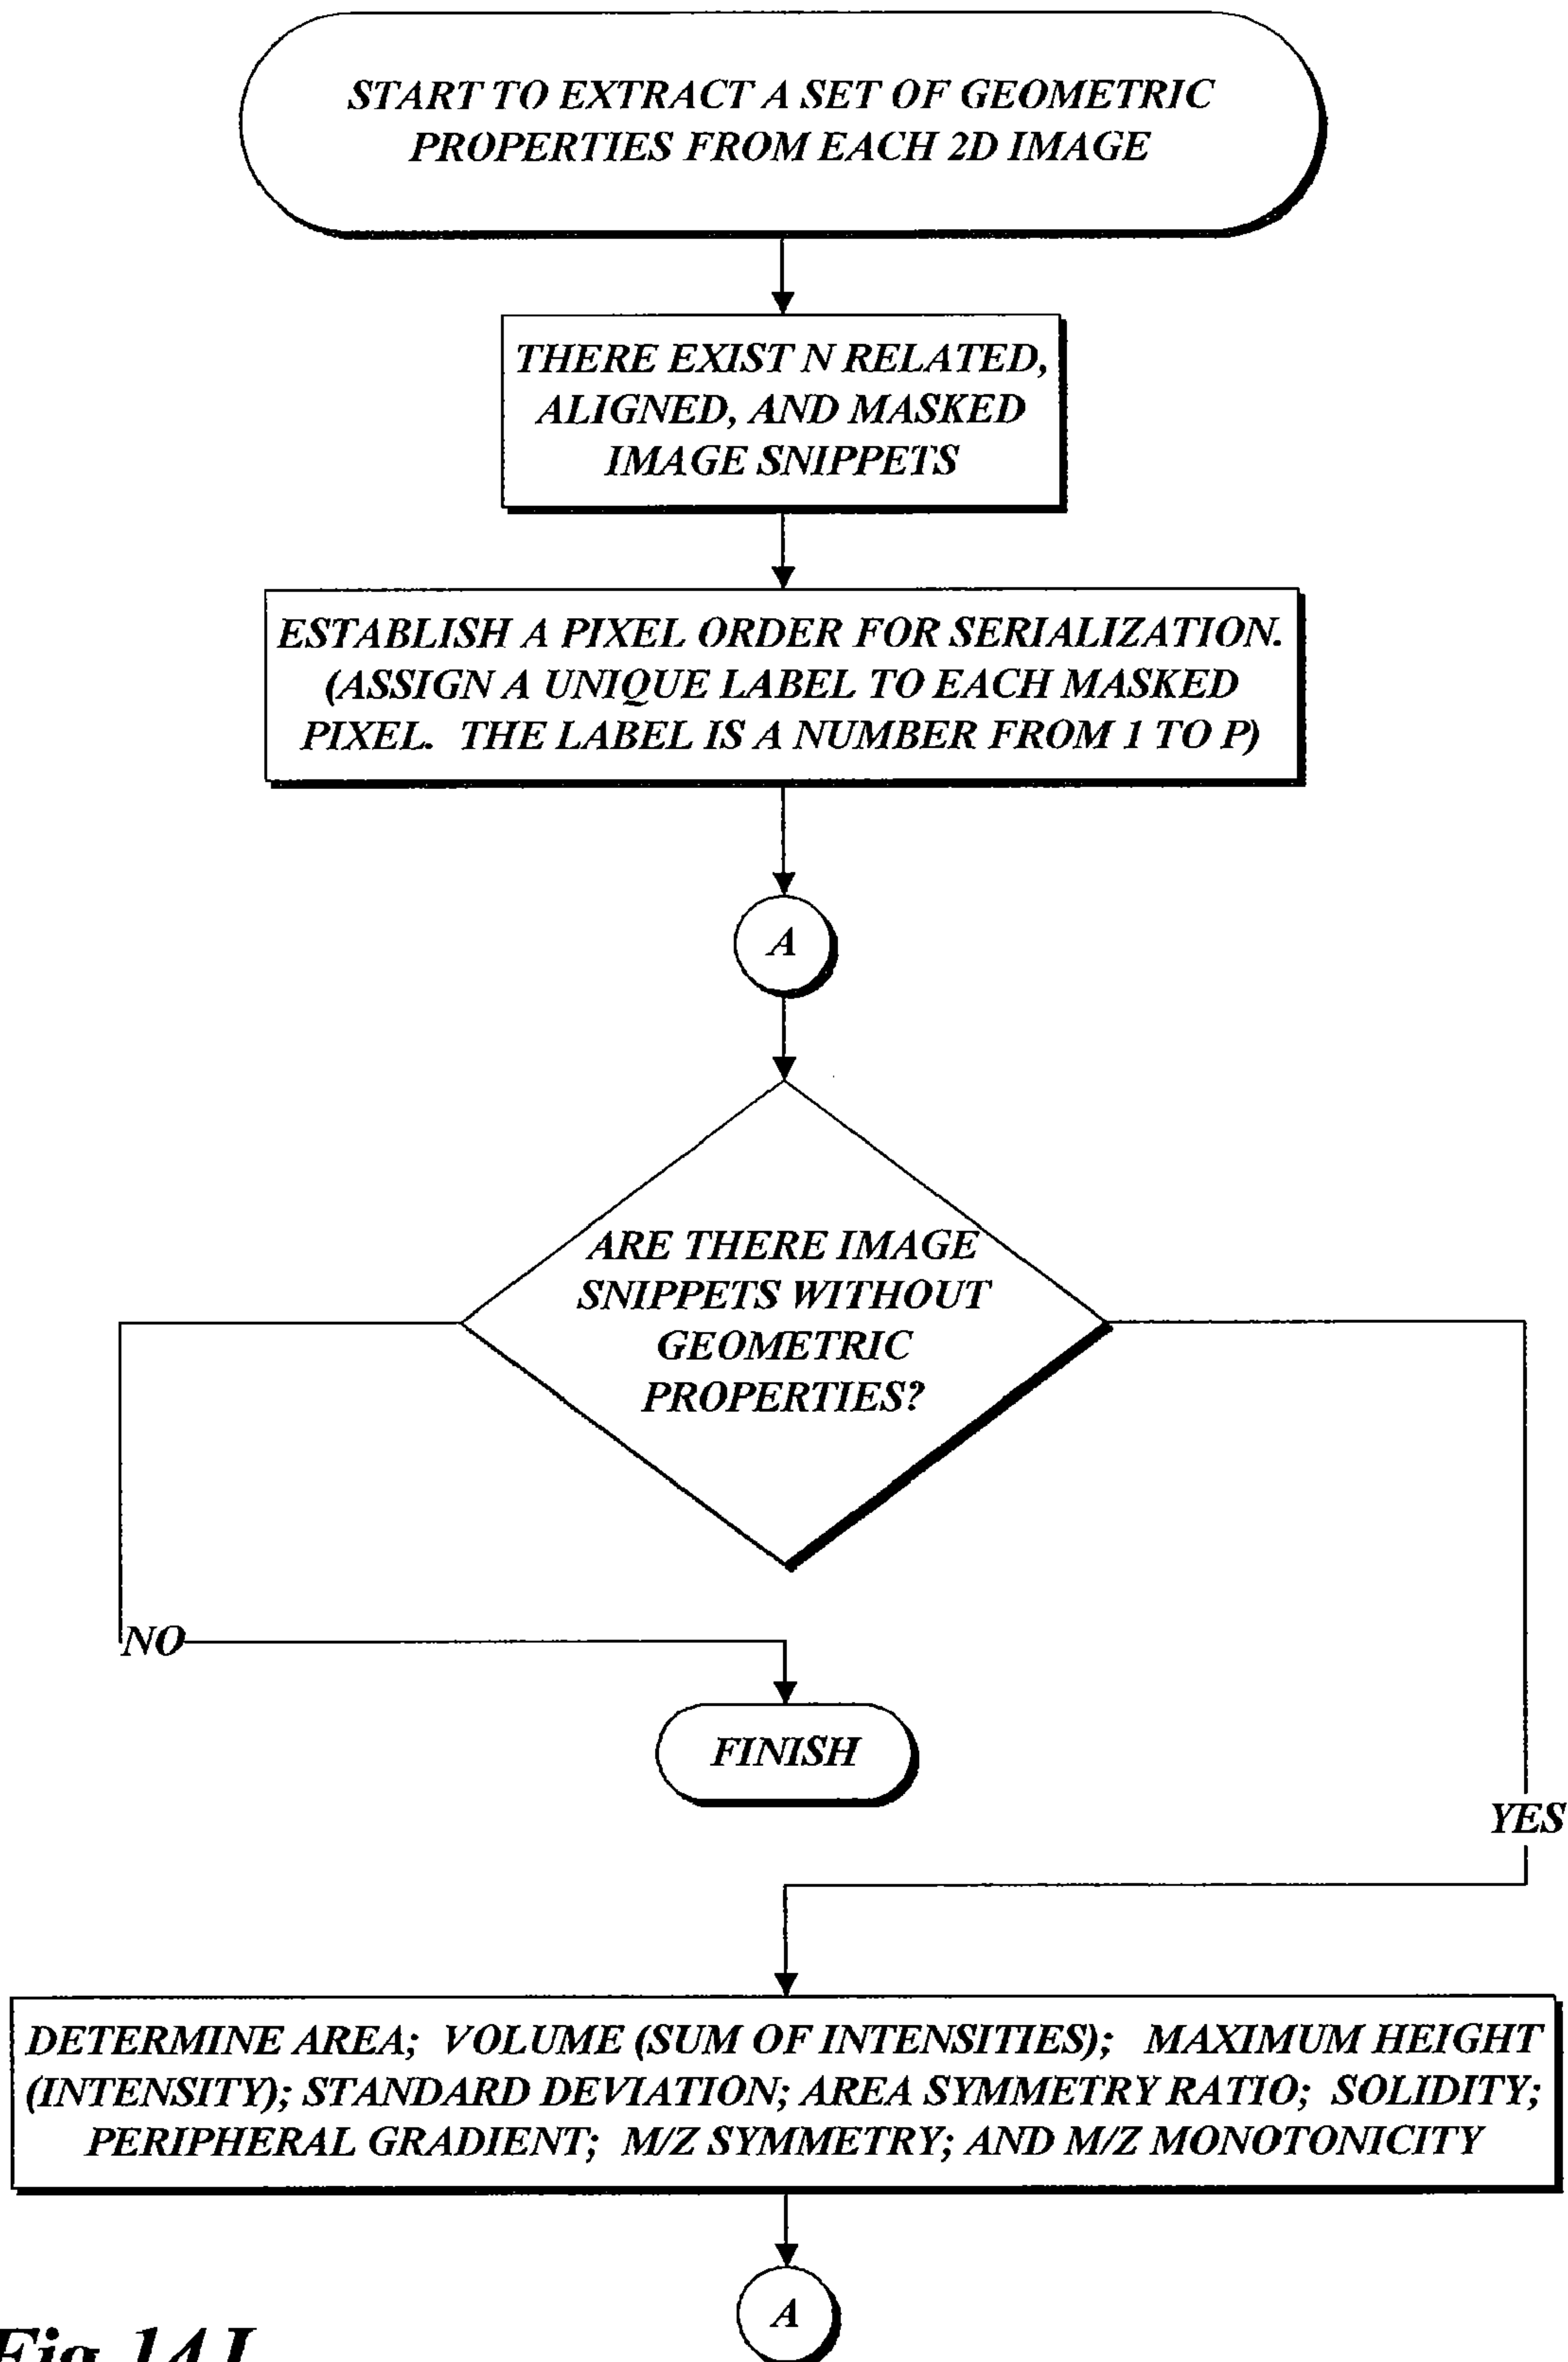 START TO EXTRACT A SET OF GEOMETRIC
PROPERTIES FROM EACH 2D IMAGE
THERE EXIST N RELATED,
ALIGNED, AND MASKED
IMAGE SNIPPETS
ESTABLISH A PIXEL ORDER FOR SERIALIZATION.
(ASSIGN A UNIQUE LABEL TO EACH MASKED
PIXEL. THE LABEL IS A NUMBER FROM 1 TO P)
A
ARE THERE IMAGE
SNIPPETS WITHOUT
GEOMETRIC
PROPERTIES?
NO
FINISH
YES
DETERMINE AREA; VOLUME (SUM OF INTENSITIES); MAXIMUM HEIGHT
(INTENSITY); STANDARD DEVIATION; AREA SYMMETRY RATIO; SOLIDITY;
PERIPHERAL GRADIENT; M/Z SYMMETRY; AND M/Z MONOTONICITY
A